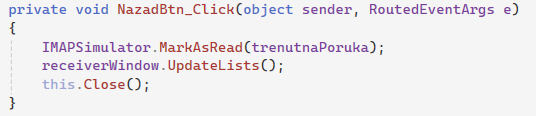 private void NazadBtn_Click(object sender, RoutedEventArgs e)
{
    IMAPSimulator.MarkAsRead(trenutnaPoruka);
    receiverWindow.UpdateLists();
    this.Close();
}